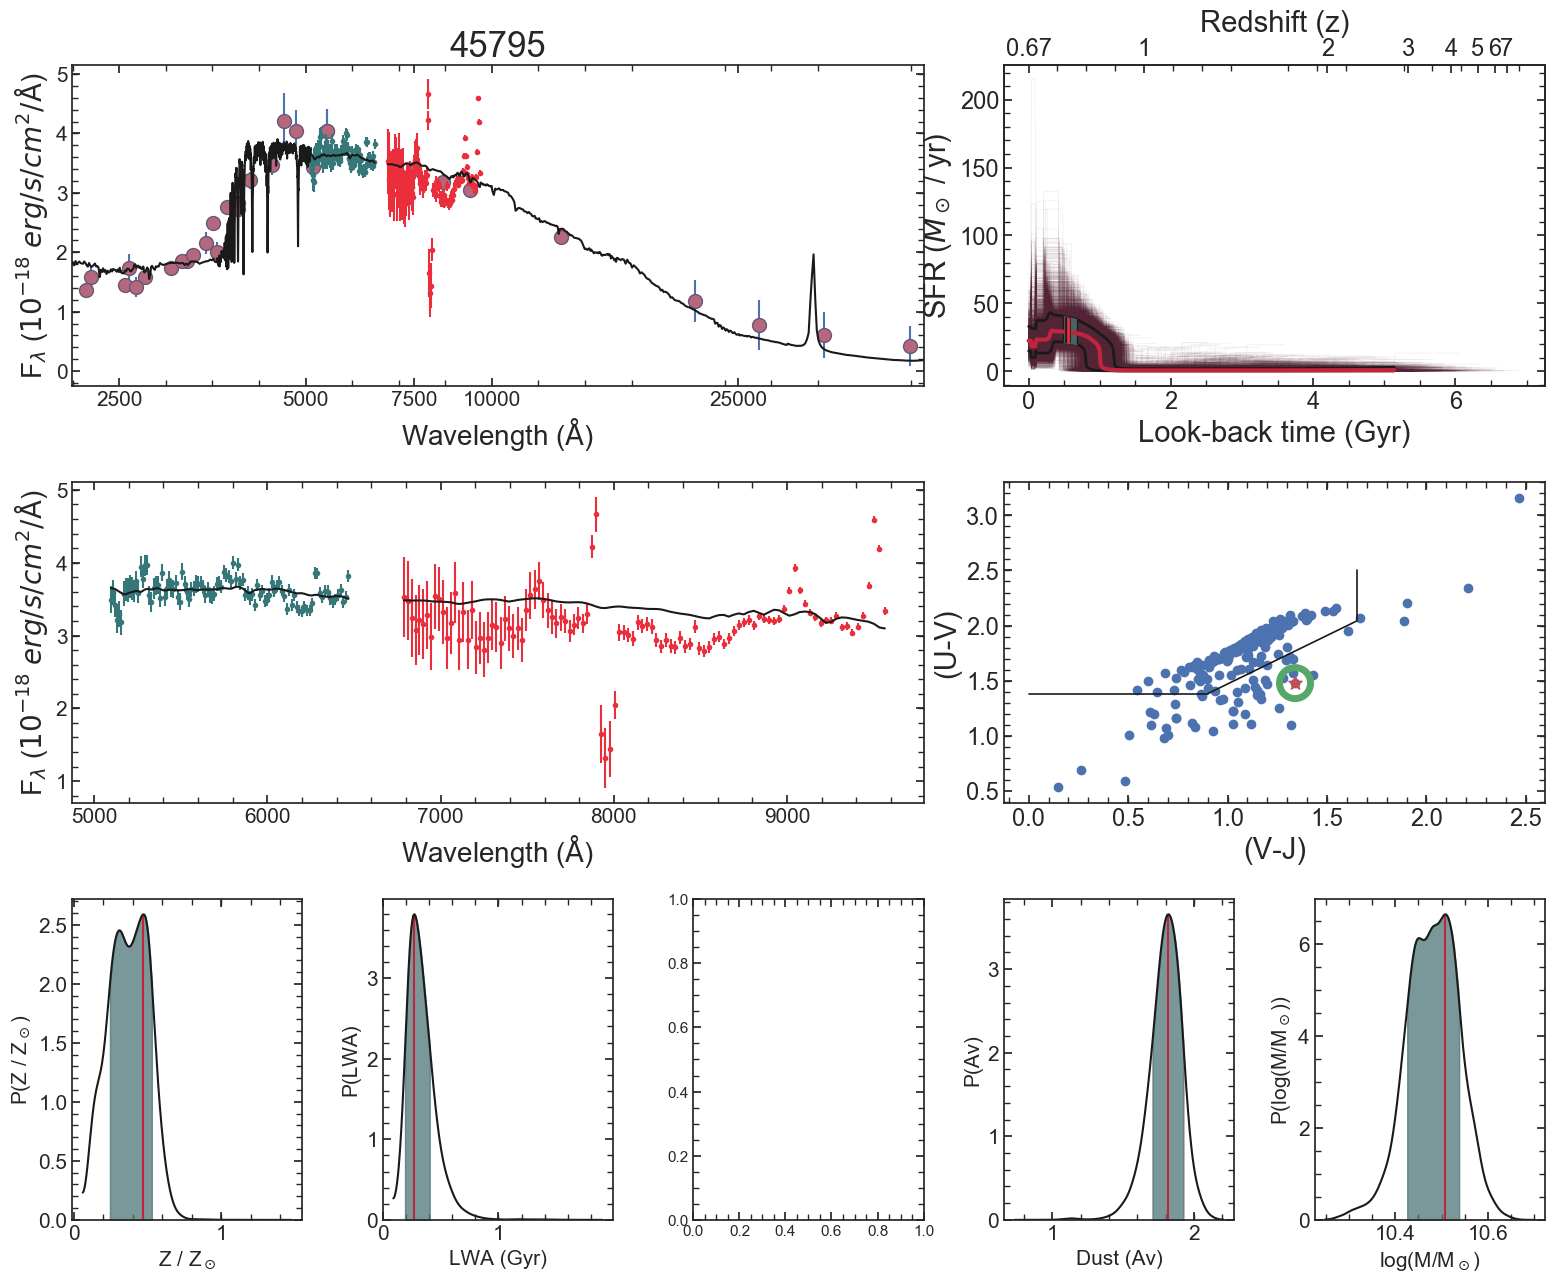 45795
Redshift (z)
0.67 1 2 3 4 5 6 7
F_λ (10^{-18} erg/s/cm^2/Å)
5
4
3
2
1
0
2500 5000 7500 10000 25000
Wavelength (Å)
SFR (M_⊙ / yr)
200
150
100
50
0
0 2 4 6
Look-back time (Gyr)
F_λ (10^{-18} erg/s/cm^2/Å)
5
4
3
2
1
5000 6000 7000 8000 9000
Wavelength (Å)
(U-V)
3.0
2.5
2.0
1.5
1.0
0.5
0.0 0.5 1.0 1.5 2.0 2.5
(V-J)
P(Z / Z_⊙)
2.5
2.0
1.5
1.0
0.5
0.0
0 1
Z / Z_⊙
P(LWA)
3
2
1
0
0 1
LWA (Gyr)
1.0
0.8
0.6
0.4
0.2
0.0
0.0 0.2 0.4 0.6 0.8 1.0
P(Av)
3
2
1
0
1 2
Dust (Av)
P(log(M/M_⊙))
6
4
2
0
10.4 10.6
log(M/M_⊙)